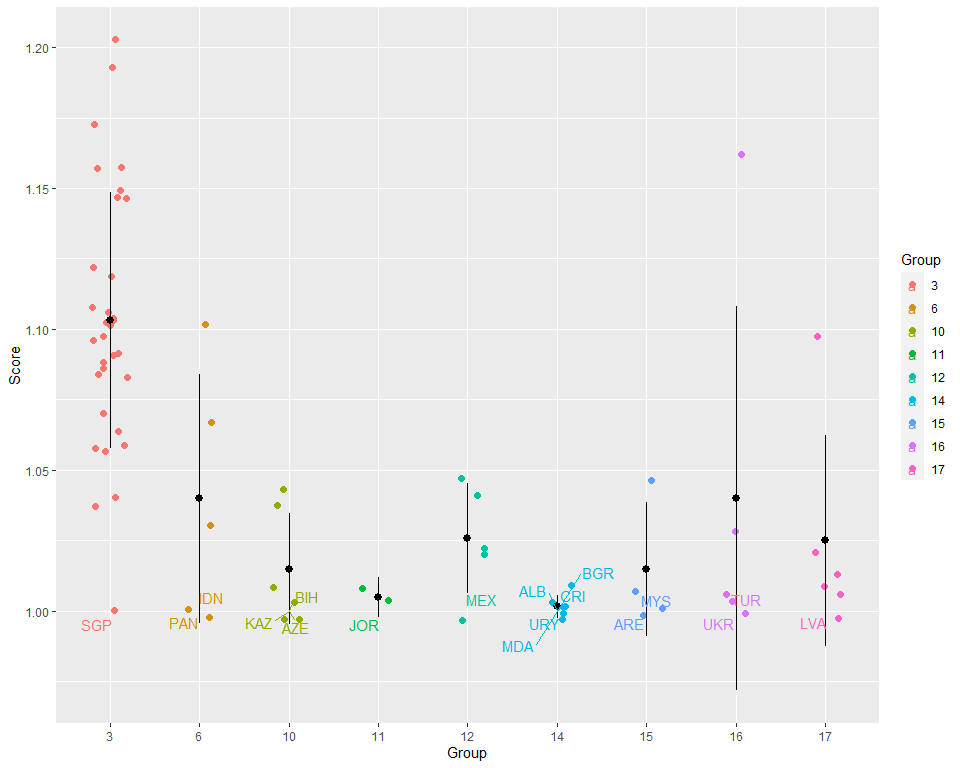 1.20
1.15
1.10
1.05
1.00
Score
SGP
PAN
IDN
KAZ
AZE
BIH
JOR
MEX
ALB
BGR
CRI
URY
MDA
MYS
ARE
TUR
UKR
LVA
3 6 10 11 12 14 15 16 17
Group
Group
a 3
a 6
a 10
a 11
a 12
a 14
a 15
a 16
a 17